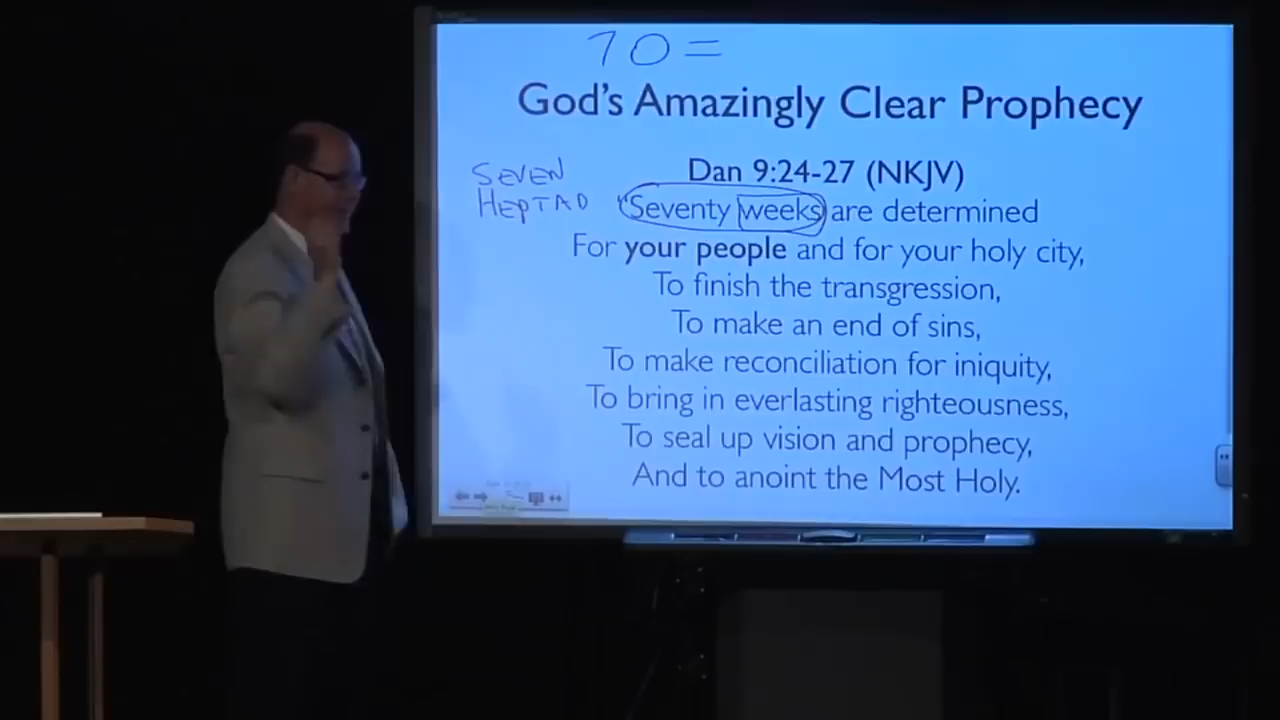 70 =
God's Amazingly Clear Prophecy
SEVEN
HEPTAD
Dan 9:24-27 (NKJV)
"Seventy weeks are determined
For your people and for your holy city,
To finish the transgression,
To make an end of sins,
To make reconciliation for iniquity,
To bring in everlasting righteousness,
To seal up vision and prophecy,
And to anoint the Most Holy.